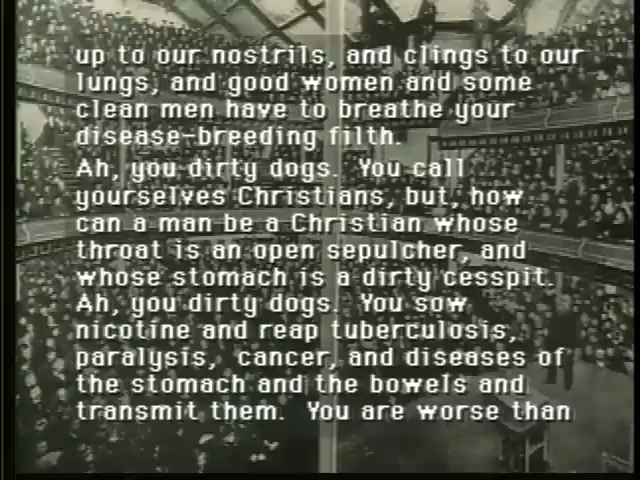 up to our nostrils, and clings to our
lungs, and good women and some
clean men have to breathe your
disease-breeding filth.
Ah, you dirty dogs. You call
yourselves Christians, but, how
can a man be a Christian whose
throat is an open sepulcher, and
whose stomach is a dirty cesspit.
Ah, you dirty dogs. You sow
nicotine and reap tuberculosis,
paralysis, cancer, and diseases of
the stomach and the bowels and
transmit them. You are worse than